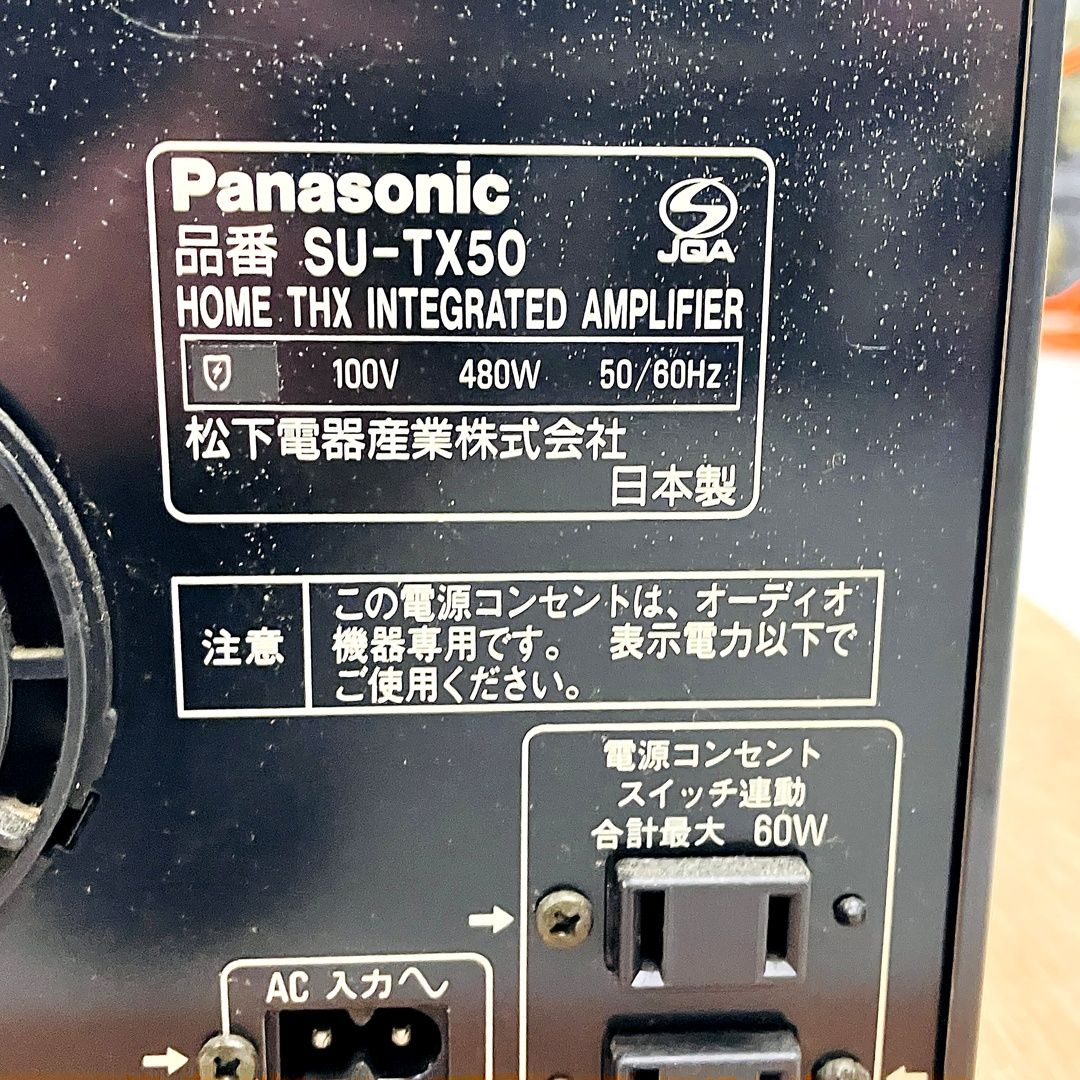 Panasonic
JQA
品番 SU-TX50
HOME THX INTEGRATED AMPLIFIER
100V 480W 50/60Hz
松下電器産業株式会社
日本製
注意
この電源コンセントは、オーディオ
機器専用です。 表示電力以下で
ご使用ください。
電源コンセント
スイッチ連動
合計最大 60W
AC 入力